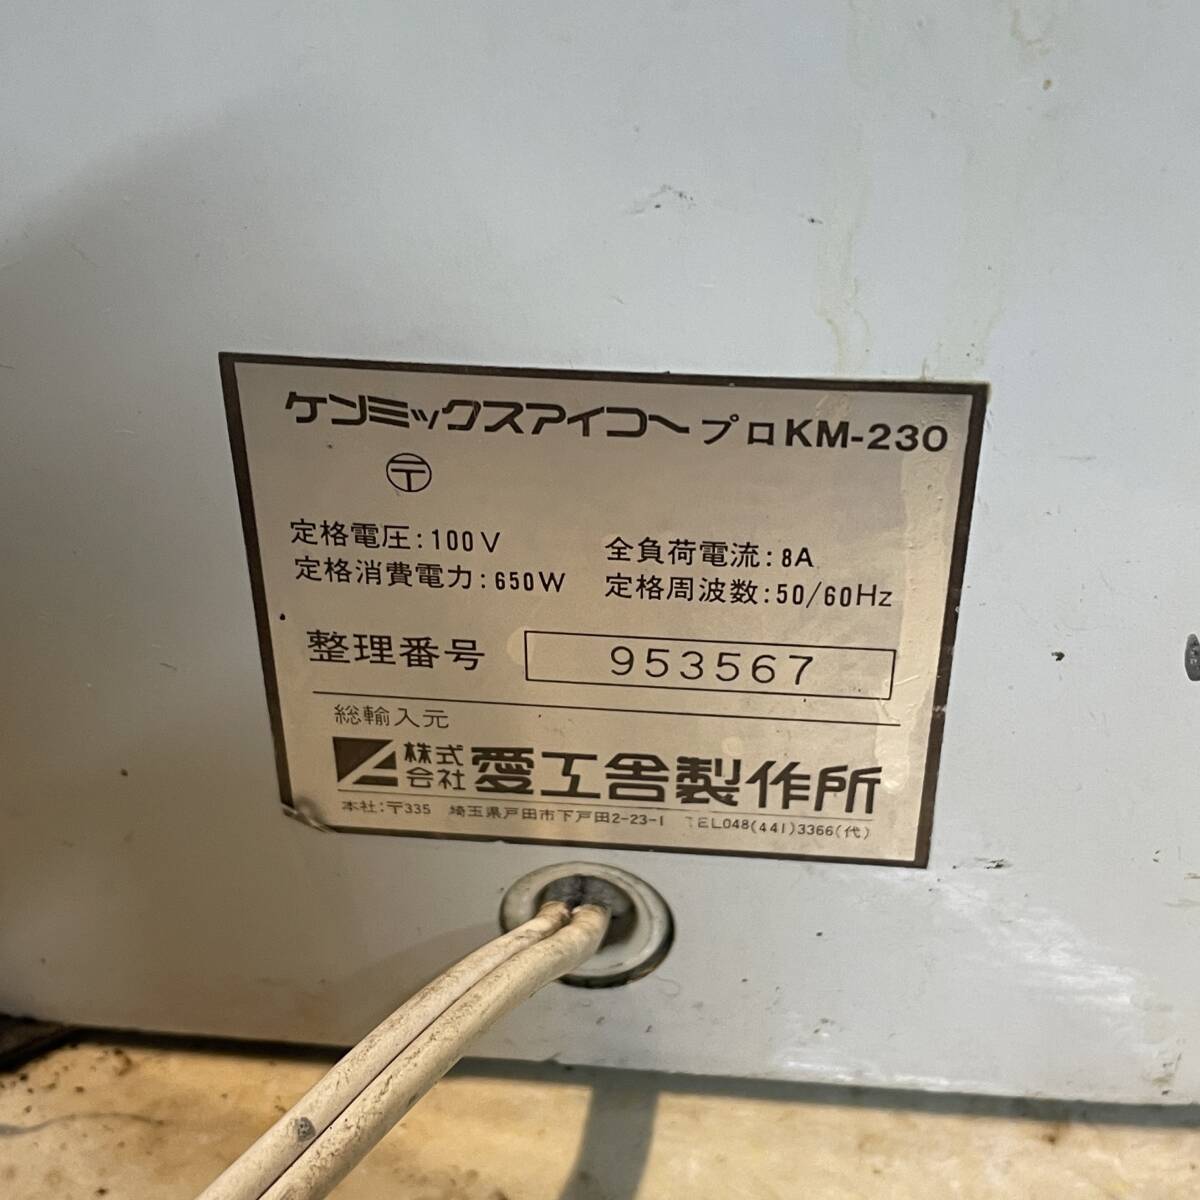 ケンミックスアイコー プロKM-230
〒
定格電圧:100V 全負荷電流:8A
定格消費電力:650W 定格周波数:50/60Hz
整理番号 953567
総輸入元
株式会社 愛工舎製作所
本社:〒335 埼玉県戸田市下戸田2-23-1 TEL048(441)3366(代)